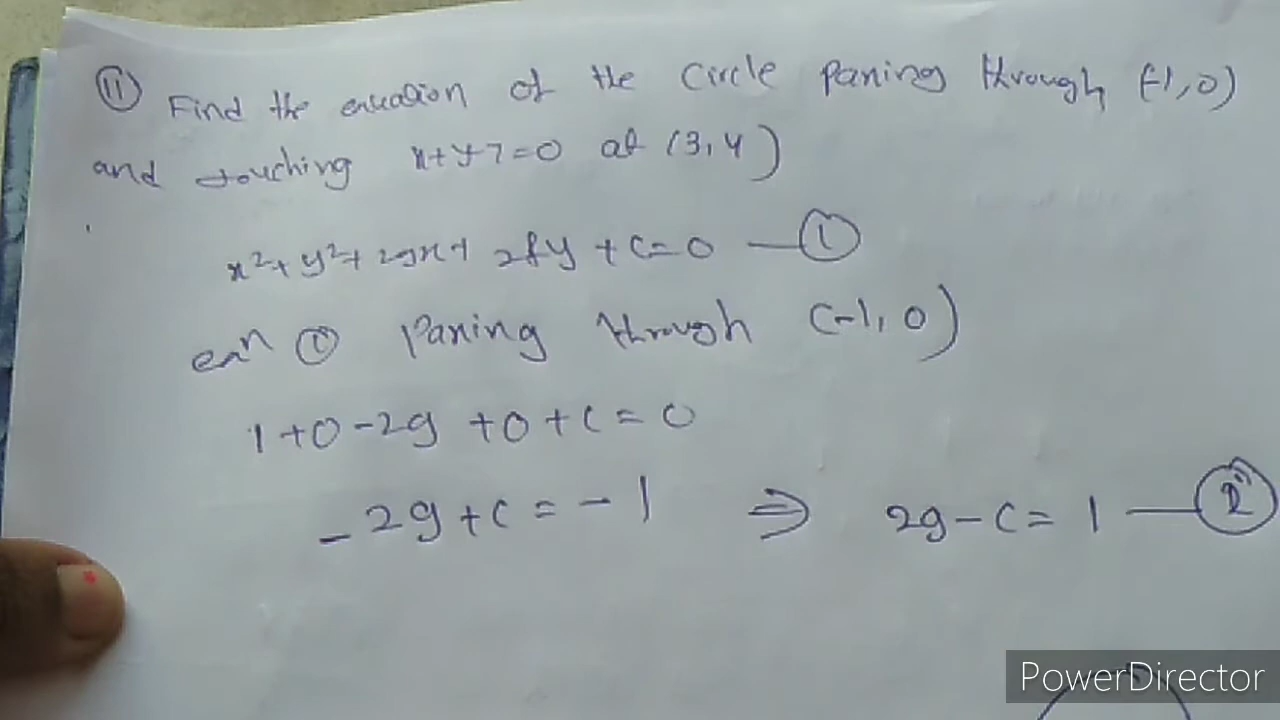 ⑪ Find the equation of the Circle passing through (-1,0)
and touching x+y-7=0 at (3,4)
x²+y²+2gx+2fy+c=0 —①
eqn ① Passing through (-1,0)
1+0-2g+0+c=0
-2g+c=-1 ⇒ 2g-c=1 —②
PowerDirector